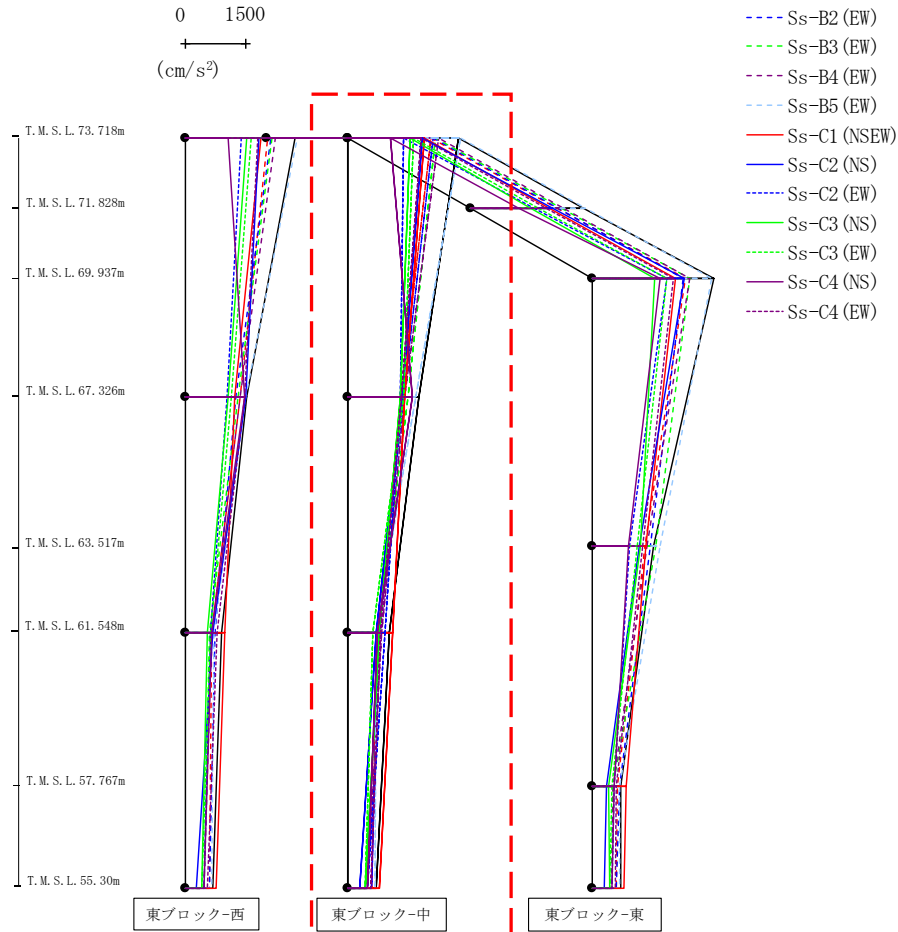 0 1500
(cm/s²)
Ss-B2(EW)
Ss-B3(EW)
Ss-B4(EW)
Ss-B5(EW)
Ss-C1(NSEW)
Ss-C2(NS)
Ss-C2(EW)
Ss-C3(NS)
Ss-C3(EW)
Ss-C4(NS)
Ss-C4(EW)
T.M.S.L.73.718m
T.M.S.L.71.828m
T.M.S.L.69.937m
T.M.S.L.67.326m
T.M.S.L.63.517m
T.M.S.L.61.548m
T.M.S.L.57.767m
T.M.S.L.55.30m
東ブロック-西 東ブロック-中 東ブロック-東